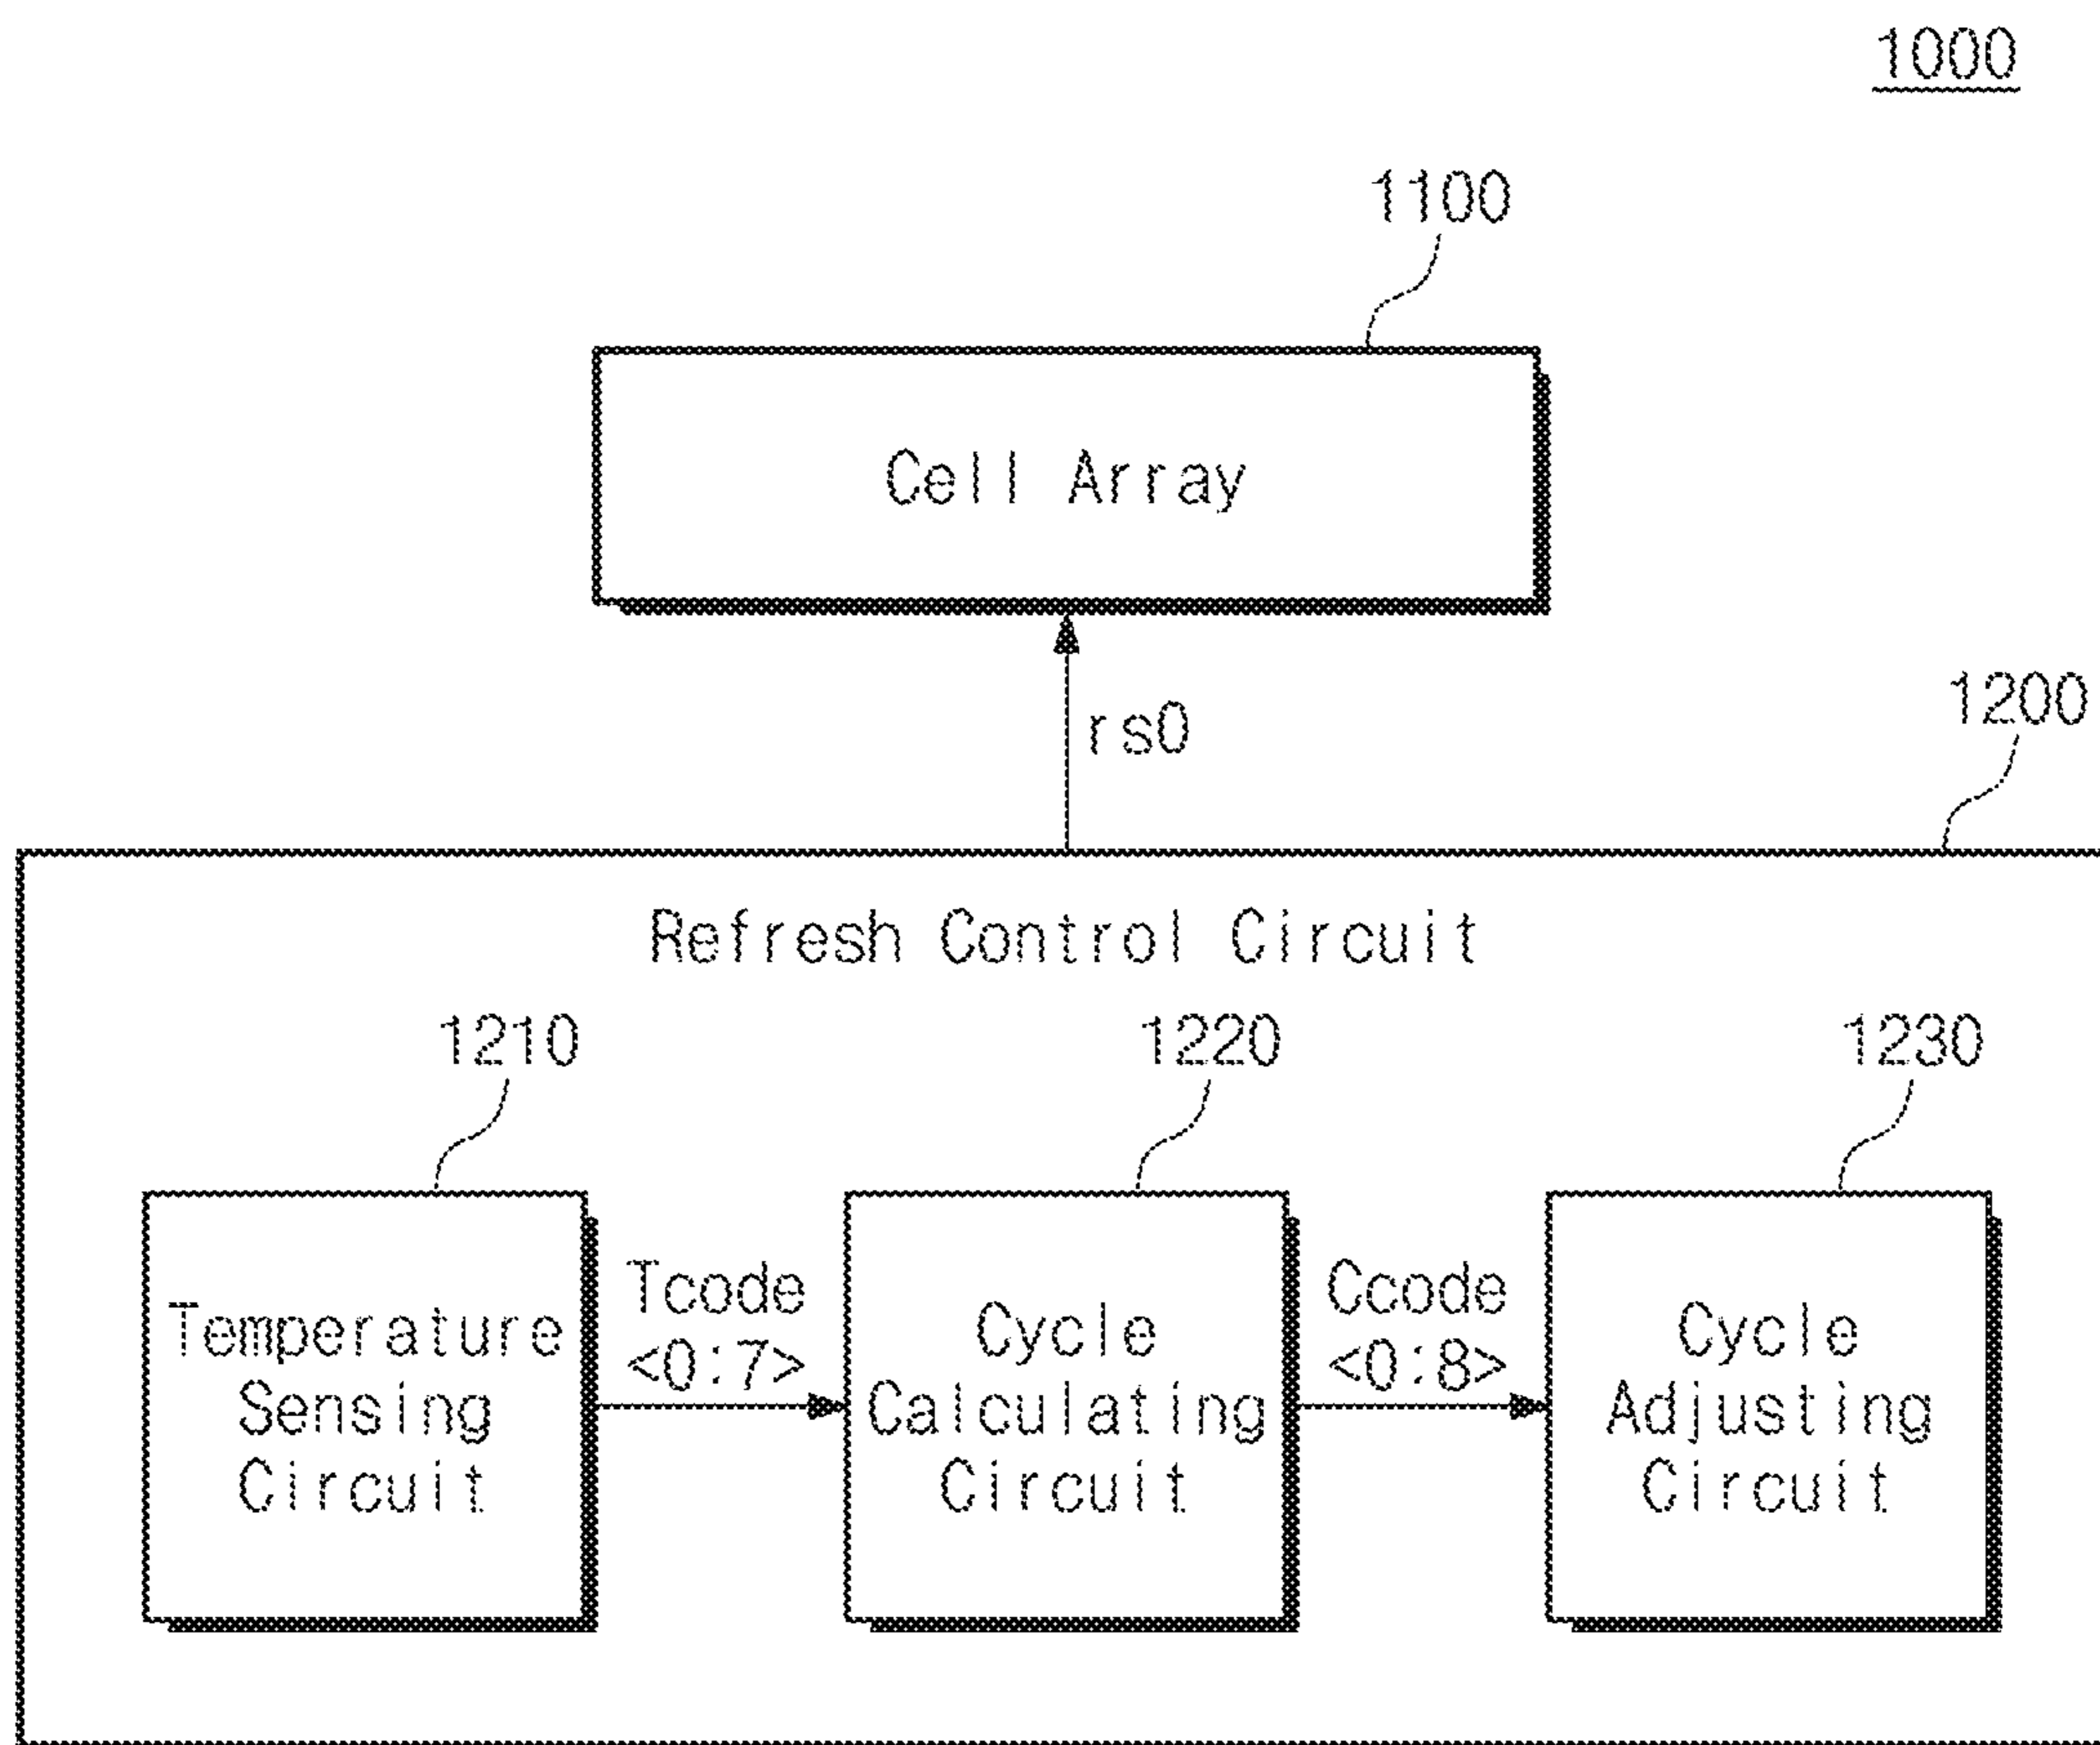 1000
1100
Cell Array
rs0
1200
Refresh Control Circuit
1210
1220
1230
Temperature
Sensing
Circuit
Tcode
<0:7>
Cycle
Calculating
Circuit
Ccode
<0:8>
Cycle
Adjusting
Circuit